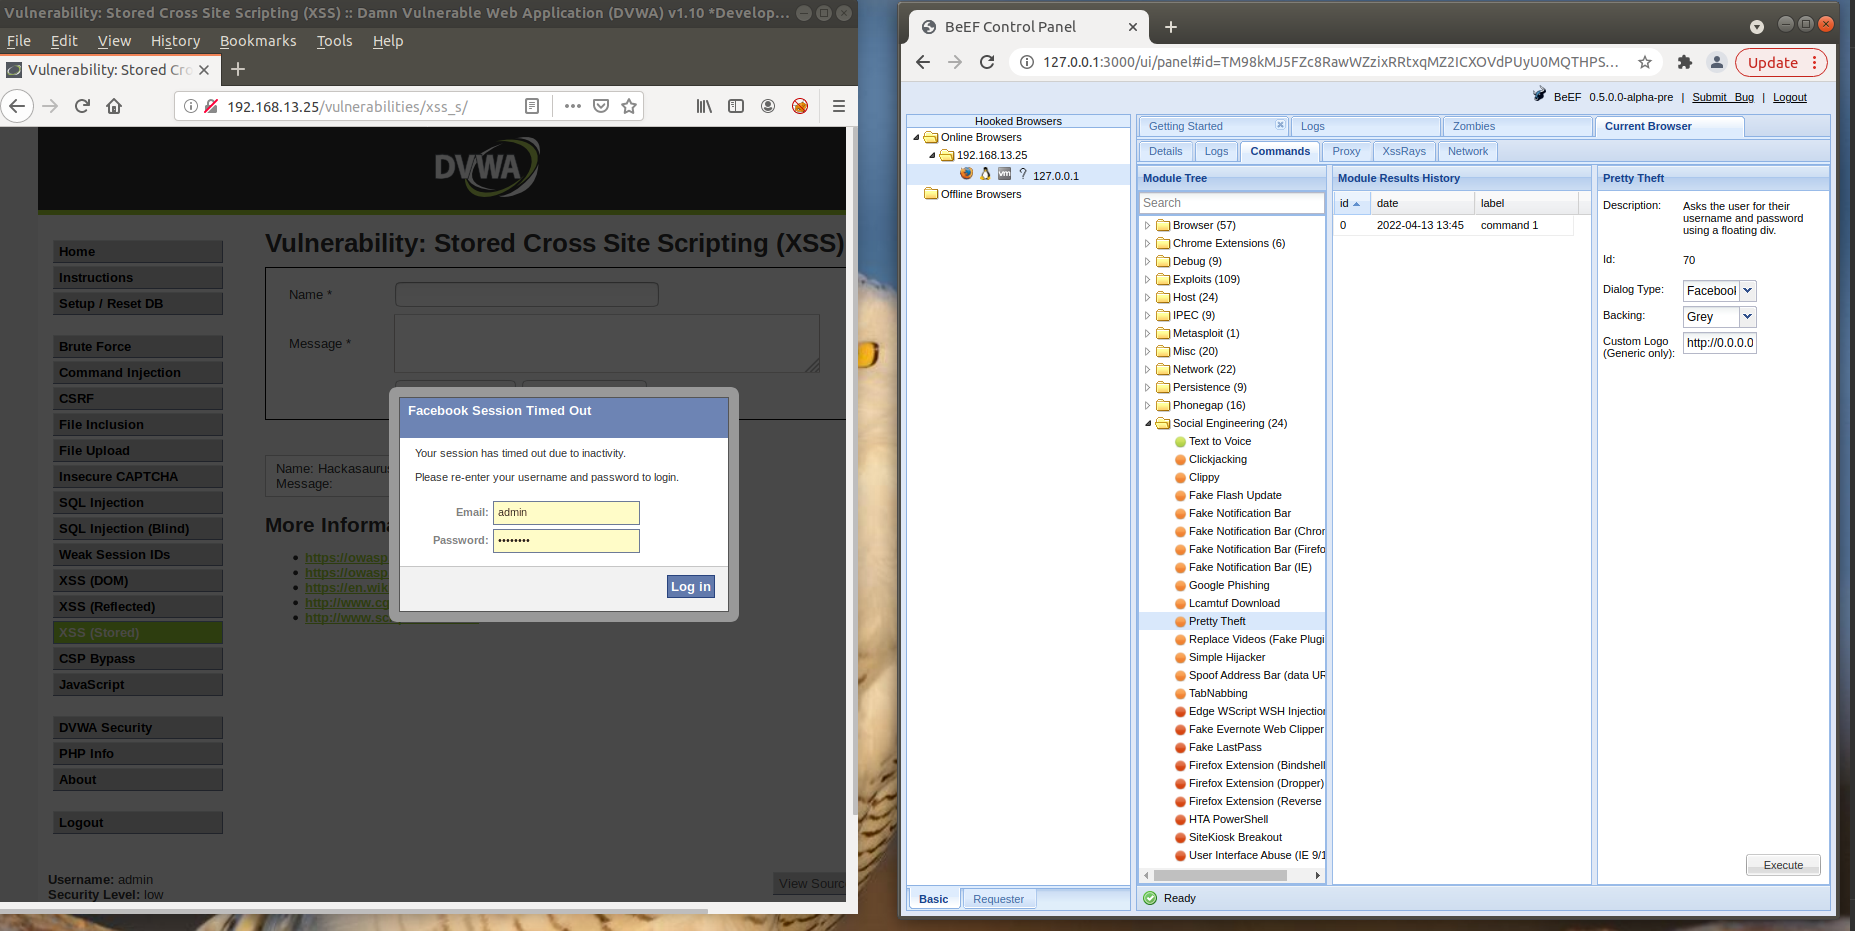 Vulnerability: Stored Cross Site Scripting (XSS) :: Damn Vulnerable Web Application (DVWA) v1.10 *Develop...
File Edit View History Bookmarks Tools Help
Vulnerability: Stored Cro
192.168.13.25/vulnerabilities/xss_s/
DVWA
Home
Instructions
Setup / Reset DB
Brute Force
Command Injection
CSRF
File Inclusion
File Upload
Insecure CAPTCHA
SQL Injection
SQL Injection (Blind)
Weak Session IDs
XSS (DOM)
XSS (Reflected)
XSS (Stored)
CSP Bypass
JavaScript
DVWA Security
PHP Info
About
Logout
Username: admin
Security Level: low
Vulnerability: Stored Cross Site Scripting (XSS)
Name *
Message *
Name: Hackasaurus
Message:
More Informa
https://owasp
https://owasp
https://en.wik
http://www.cg
http://www.sc
View Sourc
Facebook Session Timed Out
Your session has timed out due to inactivity.
Please re-enter your username and password to login.
Email: admin
Password: ••••••••
Log in
BeEF Control Panel
127.0.0.1:3000/ui/panel#id=TM98kMJ5FZc8RawWZzixRRtxqMZ2ICXOVdPUyU0MQTHPS...
Update
BeEF 0.5.0.0-alpha-pre | Submit Bug | Logout
Hooked Browsers
Online Browsers
192.168.13.25
vm ? 127.0.0.1
Offline Browsers
Basic Requester
Getting Started Logs Zombies Current Browser
Details Logs Commands Proxy XssRays Network
Module Tree
Search
Browser (57)
Chrome Extensions (6)
Debug (9)
Exploits (109)
Host (24)
IPEC (9)
Metasploit (1)
Misc (20)
Network (22)
Persistence (9)
Phonegap (16)
Social Engineering (24)
Text to Voice
Clickjacking
Clippy
Fake Flash Update
Fake Notification Bar
Fake Notification Bar (Chron
Fake Notification Bar (Firefo
Fake Notification Bar (IE)
Google Phishing
Lcamtuf Download
Pretty Theft
Replace Videos (Fake Plugi
Simple Hijacker
Spoof Address Bar (data UR
TabNabbing
Edge WScript WSH Injection
Fake Evernote Web Clipper
Fake LastPass
Firefox Extension (Bindshell
Firefox Extension (Dropper)
Firefox Extension (Reverse
HTA PowerShell
SiteKiosk Breakout
User Interface Abuse (IE 9/1
Module Results History
id date label
0 2022-04-13 13:45 command 1
Pretty Theft
Description: Asks the user for their
username and password
using a floating div.
Id: 70
Dialog Type: Facebool
Backing: Grey
Custom Logo
(Generic only): http://0.0.0.0
Execute
Ready